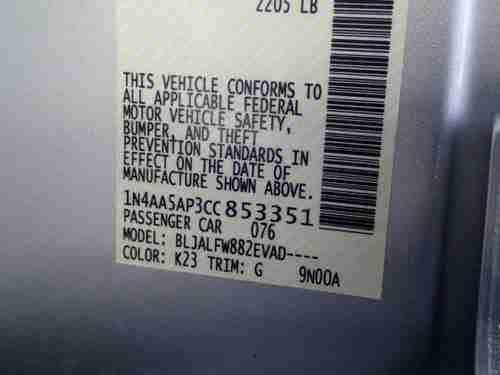 2205 LB
THIS VEHICLE CONFORMS TO
ALL APPLICABLE FEDERAL
MOTOR VEHICLE SAFETY,
BUMPER, AND THEFT
PREVENTION STANDARDS IN
EFFECT ON THE DATE OF
MANUFACTURE SHOWN ABOVE.
1N4AA5AP3CC853351
PASSENGER CAR 076
MODEL: BLJALFW882EVAD----
COLOR: K23 TRIM: G 9N00A